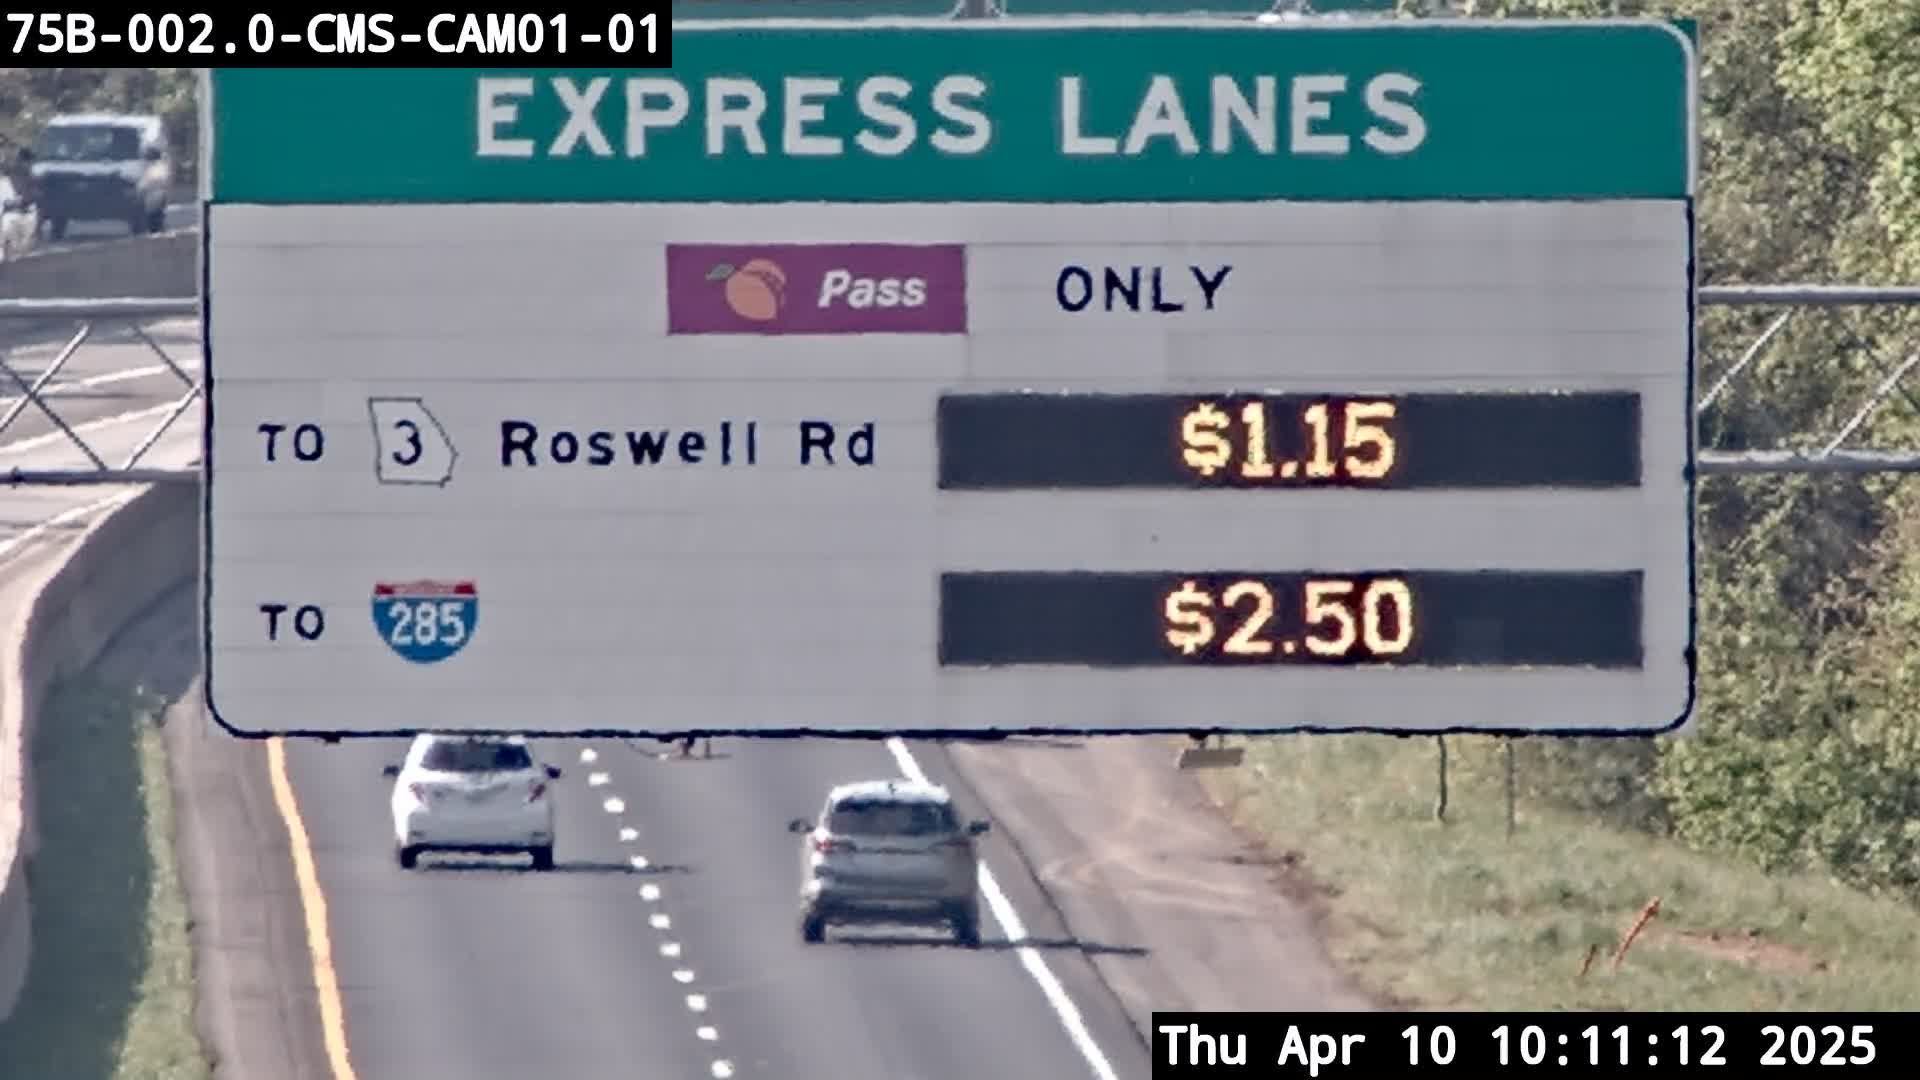 75B-002.0-CMS-CAM01-01
EXPRESS LANES
Pass ONLY
TO 3 Roswell Rd $1.15
TO 285 $2.50
Thu Apr 10 10:11:12 2025